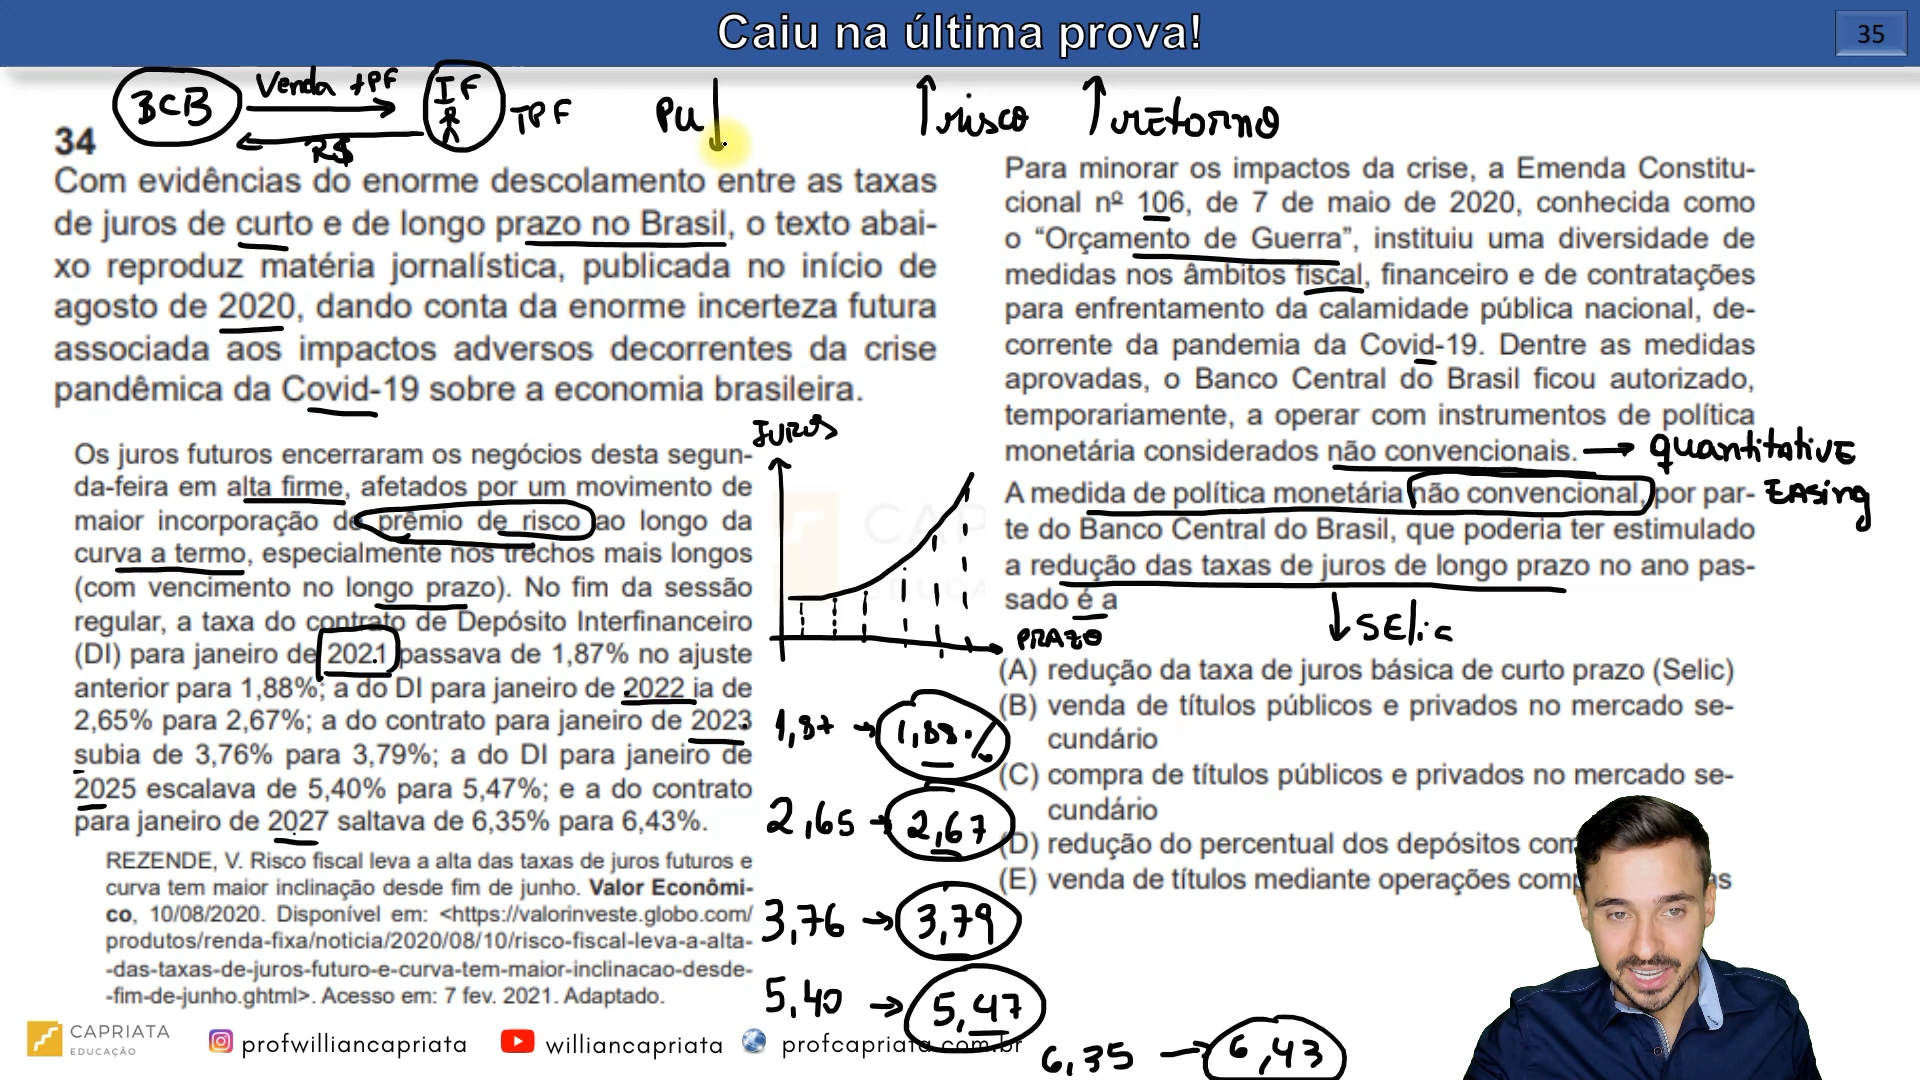 Caiu na última prova!
35
BCB
Venda TPF
IF
TPF
R$
PU
risco
retorno
34
Com evidências do enorme descolamento entre as taxas
de juros de curto e de longo prazo no Brasil, o texto abai-
xo reproduz matéria jornalística, publicada no início de
agosto de 2020, dando conta da enorme incerteza futura
associada aos impactos adversos decorrentes da crise
pandêmica da Covid-19 sobre a economia brasileira.
Os juros futuros encerraram os negócios desta segun-
da-feira em alta firme, afetados por um movimento de
maior incorporação de prêmio de risco ao longo da
curva a termo, especialmente nos trechos mais longos
(com vencimento no longo prazo). No fim da sessão
regular, a taxa do contrato de Depósito Interfinanceiro
(DI) para janeiro de 2021 passava de 1,87% no ajuste
anterior para 1,88%; a do DI para janeiro de 2022 ia de
2,65% para 2,67%; a do contrato para janeiro de 2023
subia de 3,76% para 3,79%; a do DI para janeiro de
2025 escalava de 5,40% para 5,47%; e a do contrato
para janeiro de 2027 saltava de 6,35% para 6,43%.
REZENDE, V. Risco fiscal leva a alta das taxas de juros futuros e
curva tem maior inclinação desde fim de junho. Valor Econômi-
co, 10/08/2020. Disponível em: <https://valorinveste.globo.com/
produtos/renda-fixa/noticia/2020/08/10/risco-fiscal-leva-a-alta-
-das-taxas-de-juros-futuro-e-curva-tem-maior-inclinacao-desde-
-fim-de-junho.ghtml>. Acesso em: 7 fev. 2021. Adaptado.
JUROS
PRAZO
1,87 → 1,88%
2,65 → 2,67
3,76 → 3,79
5,40 → 5,47
6,35 → 6,43
Para minorar os impactos da crise, a Emenda Constitu-
cional nº 106, de 7 de maio de 2020, conhecida como
o “Orçamento de Guerra”, instituiu uma diversidade de
medidas nos âmbitos fiscal, financeiro e de contratações
para enfrentamento da calamidade pública nacional, de-
corrente da pandemia da Covid-19. Dentre as medidas
aprovadas, o Banco Central do Brasil ficou autorizado,
temporariamente, a operar com instrumentos de política
monetária considerados não convencionais. → quantitative
EASing
A medida de política monetária não convencional, por par-
te do Banco Central do Brasil, que poderia ter estimulado
a redução das taxas de juros de longo prazo no ano pas-
sado é a
↓ SElic
(A) redução da taxa de juros básica de curto prazo (Selic)
(B) venda de títulos públicos e privados no mercado se-
cundário
(C) compra de títulos públicos e privados no mercado se-
cundário
(D) redução do percentual dos depósitos com
(E) venda de títulos mediante operações
CAPRIATA
EDUCAÇÃO
profwilliancapriata
williancapriata
profcapriata.com.br